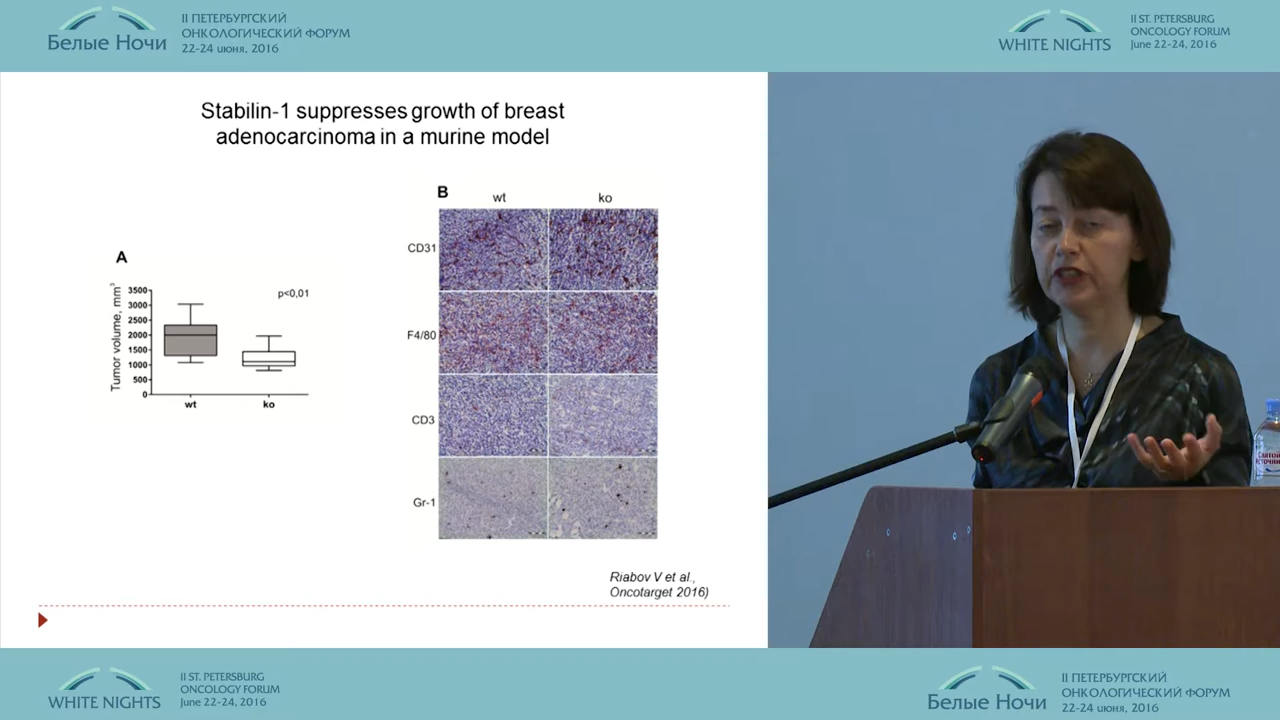 Белые Ночи
II ПЕТЕРБУРГСКИЙ
ОНКОЛОГИЧЕСКИЙ ФОРУМ
22-24 июня, 2016
WHITE NIGHTS
II ST. PETERSBURG
ONCOLOGY FORUM
June 22-24, 2016
Stabilin-1 suppresses growth of breast
adenocarcinoma in a murine model
A
Tumor volume, mm³
3500
3000
2500
2000
1500
1000
500
0
p<0,01
wt
ko
B
wt
ko
CD31
F4/80
CD3
Gr-1
Riabov V et al.,
Oncotarget 2016)
Святой
Источник
WHITE NIGHTS
II ST. PETERSBURG
ONCOLOGY FORUM
June 22-24, 2016
Белые Ночи
II ПЕТЕРБУРГСКИЙ
ОНКОЛОГИЧЕСКИЙ ФОРУМ
22-24 июня, 2016